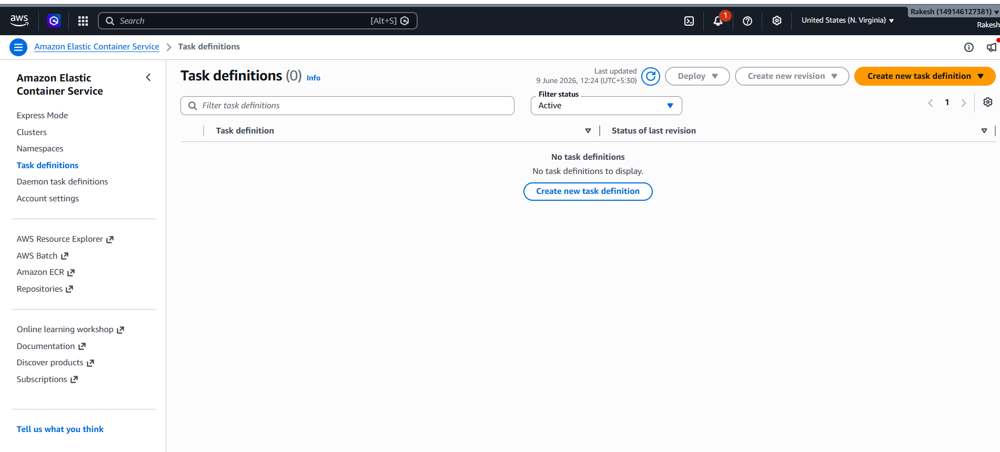 aws
Search [Alt+S]
1
United States (N. Virginia)
Rakesh (149146127381)
Rakesh
Amazon Elastic Container Service
Task definitions
Amazon Elastic
Container Service
Express Mode
Clusters
Namespaces
Task definitions
Daemon task definitions
Account settings
AWS Resource Explorer
AWS Batch
Amazon ECR
Repositories
Online learning workshop
Documentation
Discover products
Subscriptions
Tell us what you think
Task definitions (0) Info
Last updated
9 June 2026, 12:24 (UTC+5:30)
Deploy
Create new revision
Create new task definition
Filter task definitions
Filter status
Active
1
Task definition
Status of last revision
No task definitions
No task definitions to display.
Create new task definition